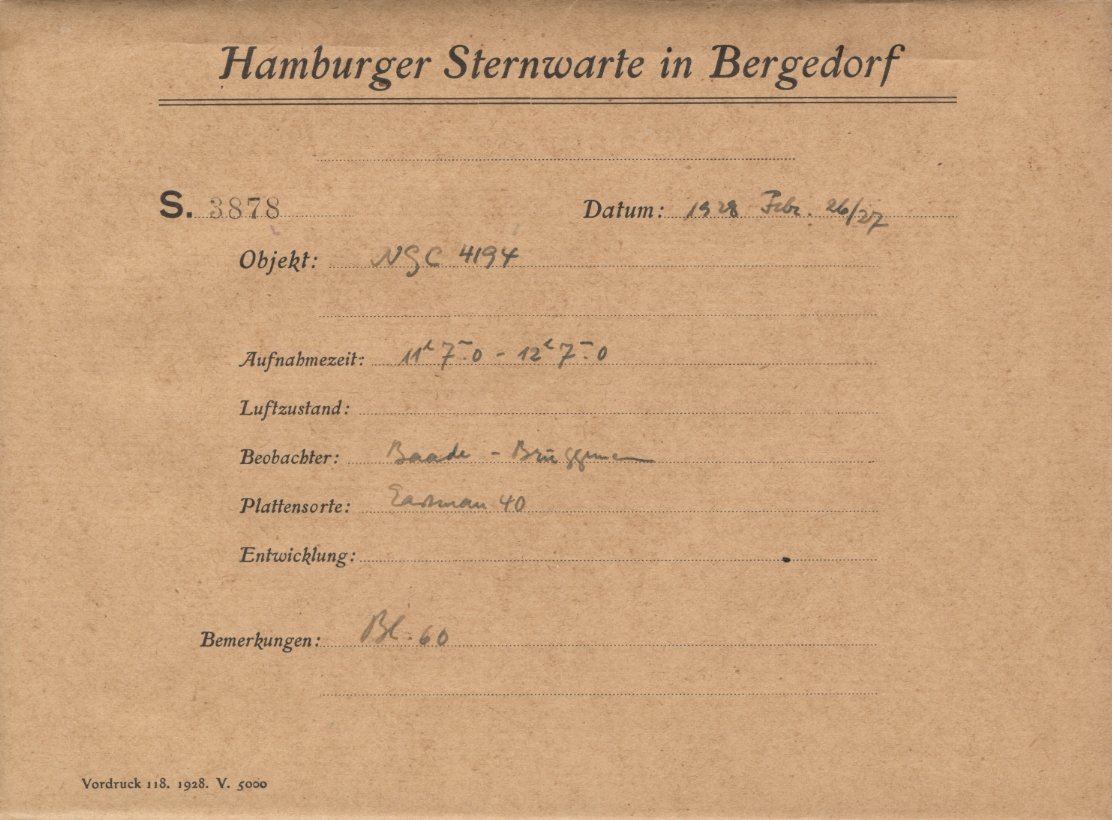 Hamburger Sternwarte in Bergedorf
S. 3878 Datum: 1928 Febr. 26/27
Objekt: NGC 4194
Aufnahmezeit: 11ʰ 7ᵐ.0 - 12ʰ 7ᵐ.0
Luftzustand:
Beobachter: Baade - Brüggemann
Plattensorte: Eastman 40
Entwicklung:
Bemerkungen: Bl. 60
Vordruck 118. 1928. V. 5000